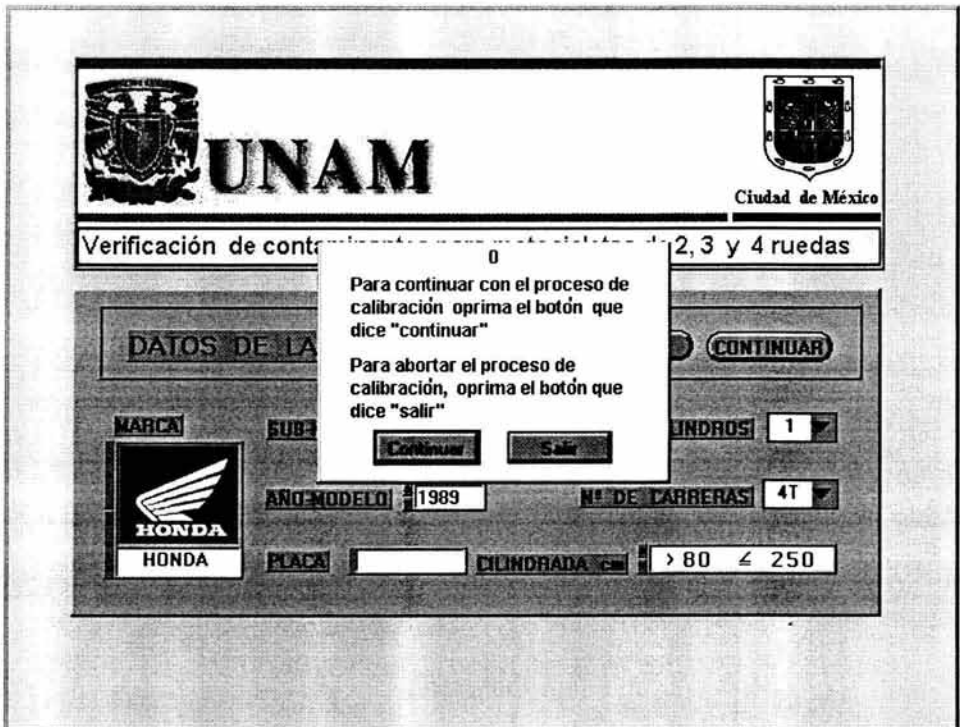 UNAM
Ciudad de México
Verificación de 2, 3 y 4 ruedas
0
Para continuar con el proceso de
calibración oprima el botón que
dice "continuar"
Para abortar el proceso de
calibración, oprima el botón que
dice "salir"
Continuar Salir
DATOS DE LA CONTINUAR
MARCA 1
HONDA
HONDA
AÑO-MODELO 1989 Nº DE CARRERAS 4T
PLACA CILINDRADA cm > 80 ≤ 250